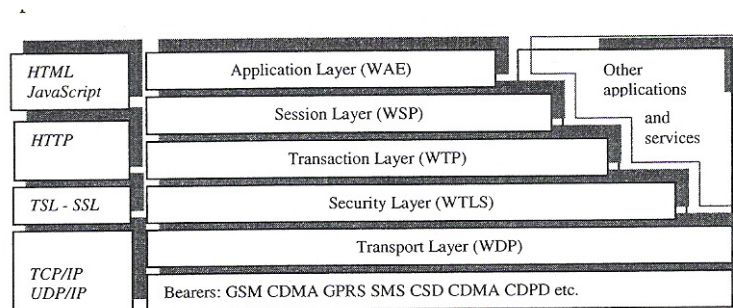 HTML
JavaScript
HTTP
TSL - SSL
TCP/IP
UDP/IP
Application Layer (WAE)
Session Layer (WSP)
Transaction Layer (WTP)
Security Layer (WTLS)
Transport Layer (WDP)
Bearers: GSM CDMA GPRS SMS CSD CDMA CDPD etc.
Other
applications
and
services